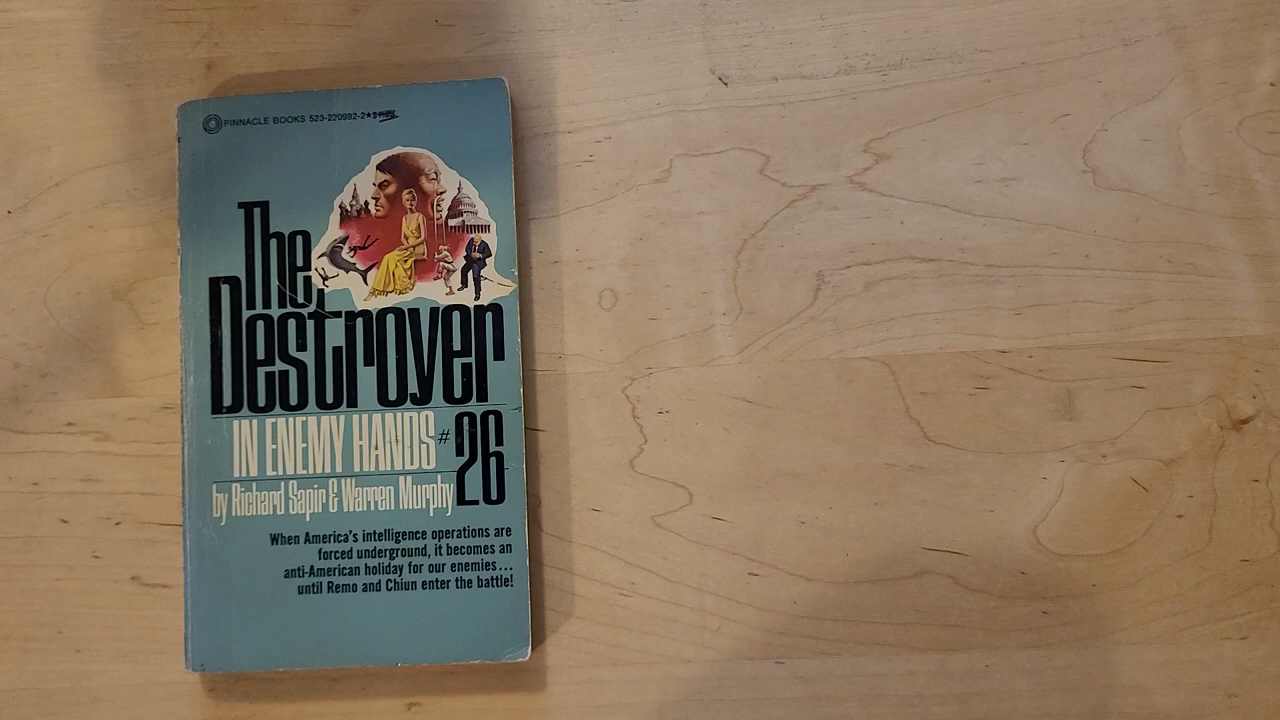 PINNACLE BOOKS 523-220992-2★
The
Destroyer
IN ENEMY HANDS #26
by Richard Sapir & Warren Murphy
When America's intelligence operations are
forced underground, it becomes an
anti-American holiday for our enemies...
until Remo and Chiun enter the battle!